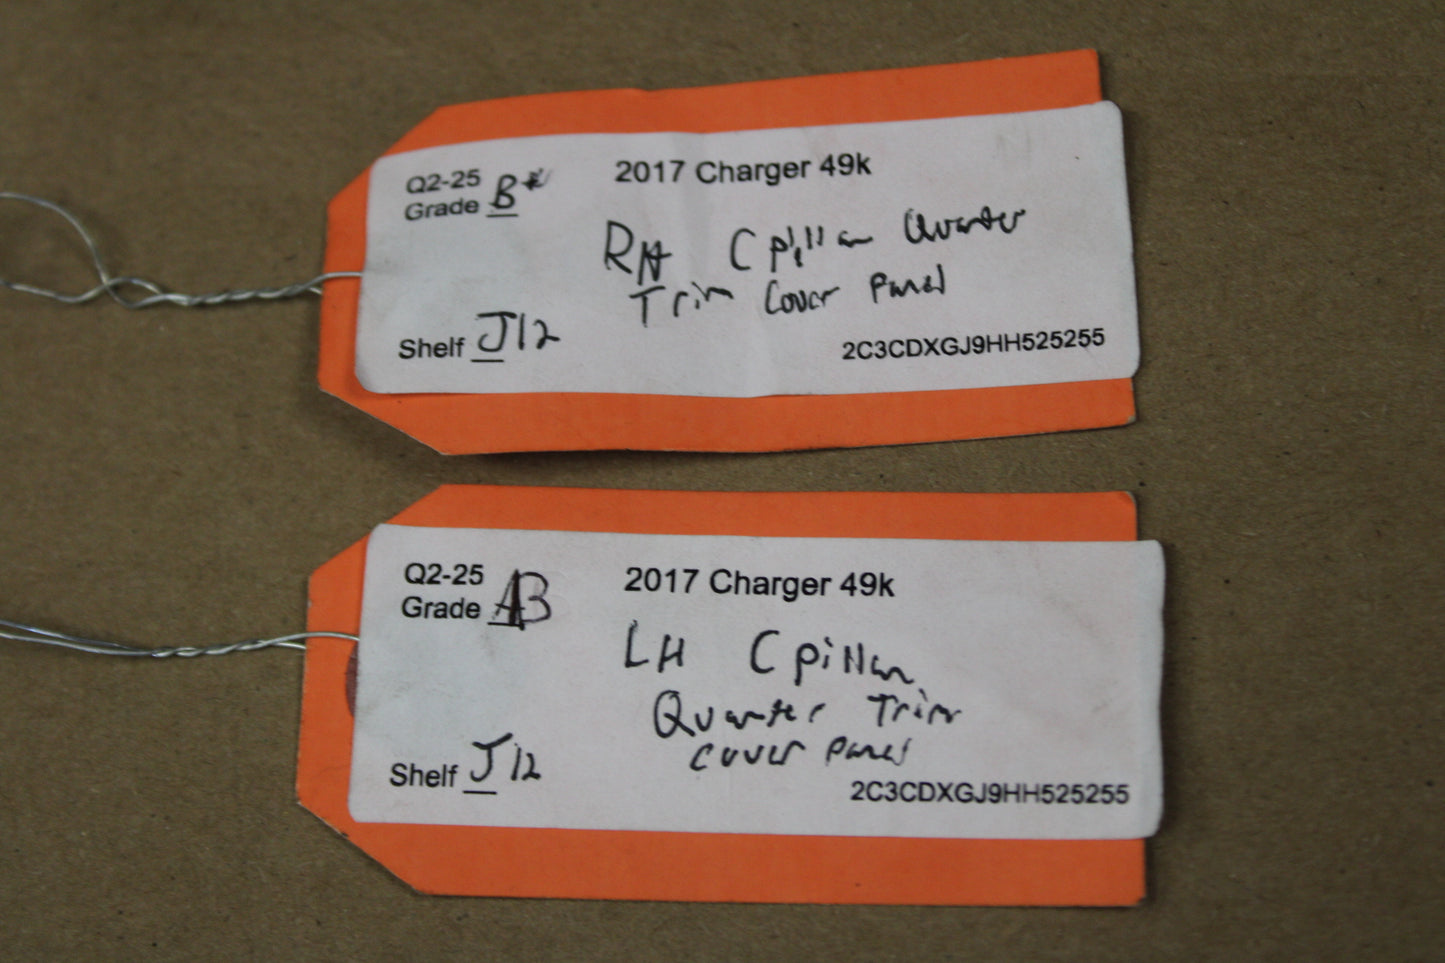 Q2-25
Grade B*
2017 Charger 49k
RH C pillar Quarter
Trim Cover Panel
Shelf J12
2C3CDXGJ9HH525255
Q2-25
Grade AB
2017 Charger 49k
LH C pillar
Quarter Trim
cover panel
Shelf J12
2C3CDXGJ9HH525255